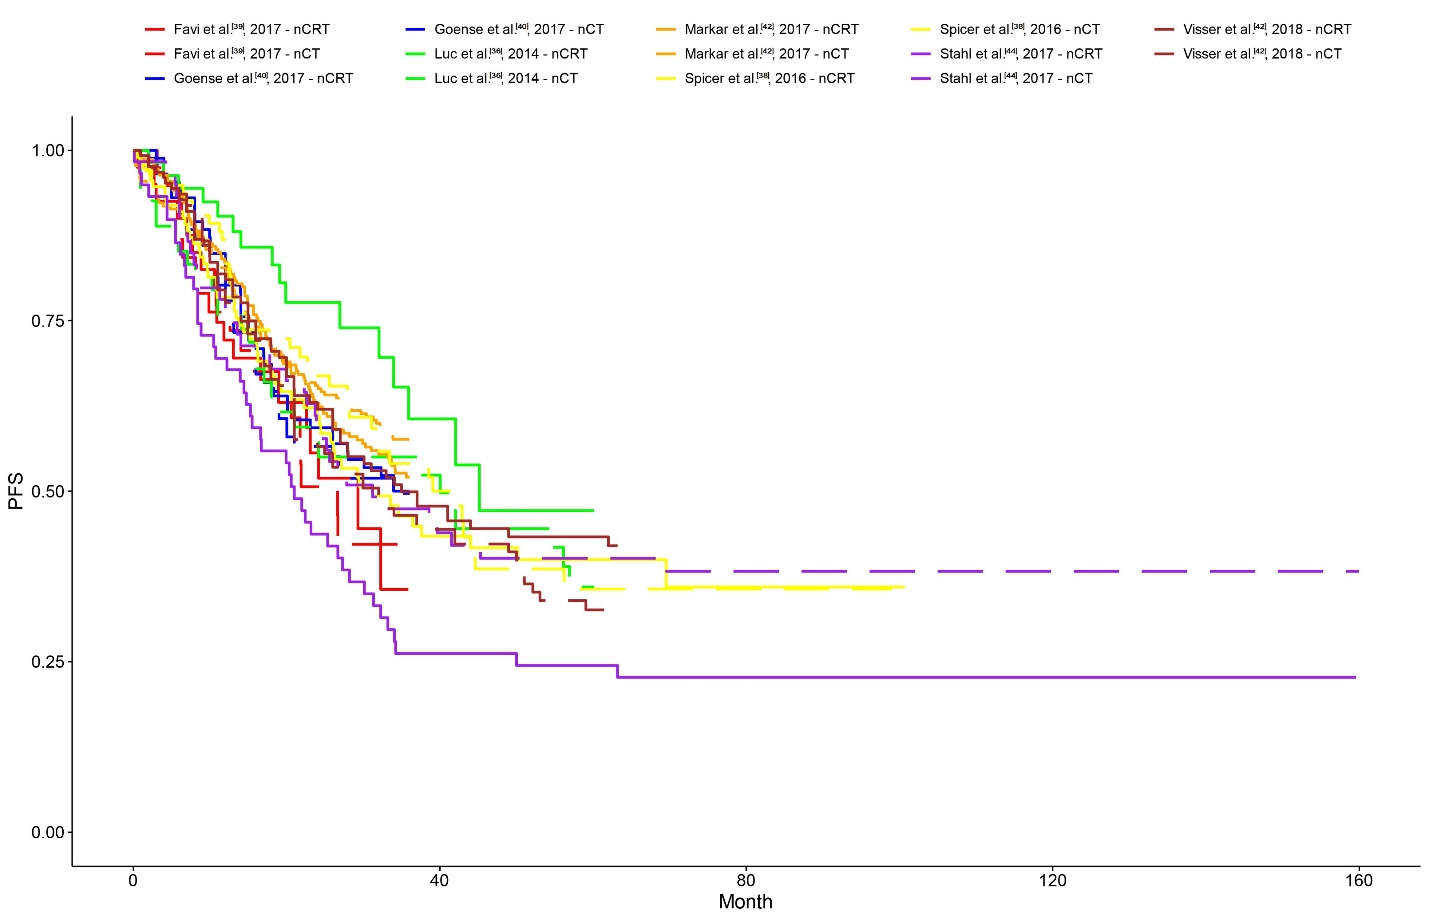 Favi et al.[39], 2017 - nCRT
Favi et al.[39], 2017 - nCT
Goense et al.[40], 2017 - nCRT
Goense et al.[40], 2017 - nCT
Luc et al.[36], 2014 - nCRT
Luc et al.[36], 2014 - nCT
Markar et al.[42], 2017 - nCRT
Markar et al.[42], 2017 - nCT
Spicer et al.[38], 2016 - nCRT
Spicer et al.[38], 2016 - nCT
Stahl et al.[44], 2017 - nCRT
Stahl et al.[44], 2017 - nCT
Visser et al.[42], 2018 - nCRT
Visser et al.[42], 2018 - nCT
PFS
1.00
0.75
0.50
0.25
0.00
0
40
80
120
160
Month